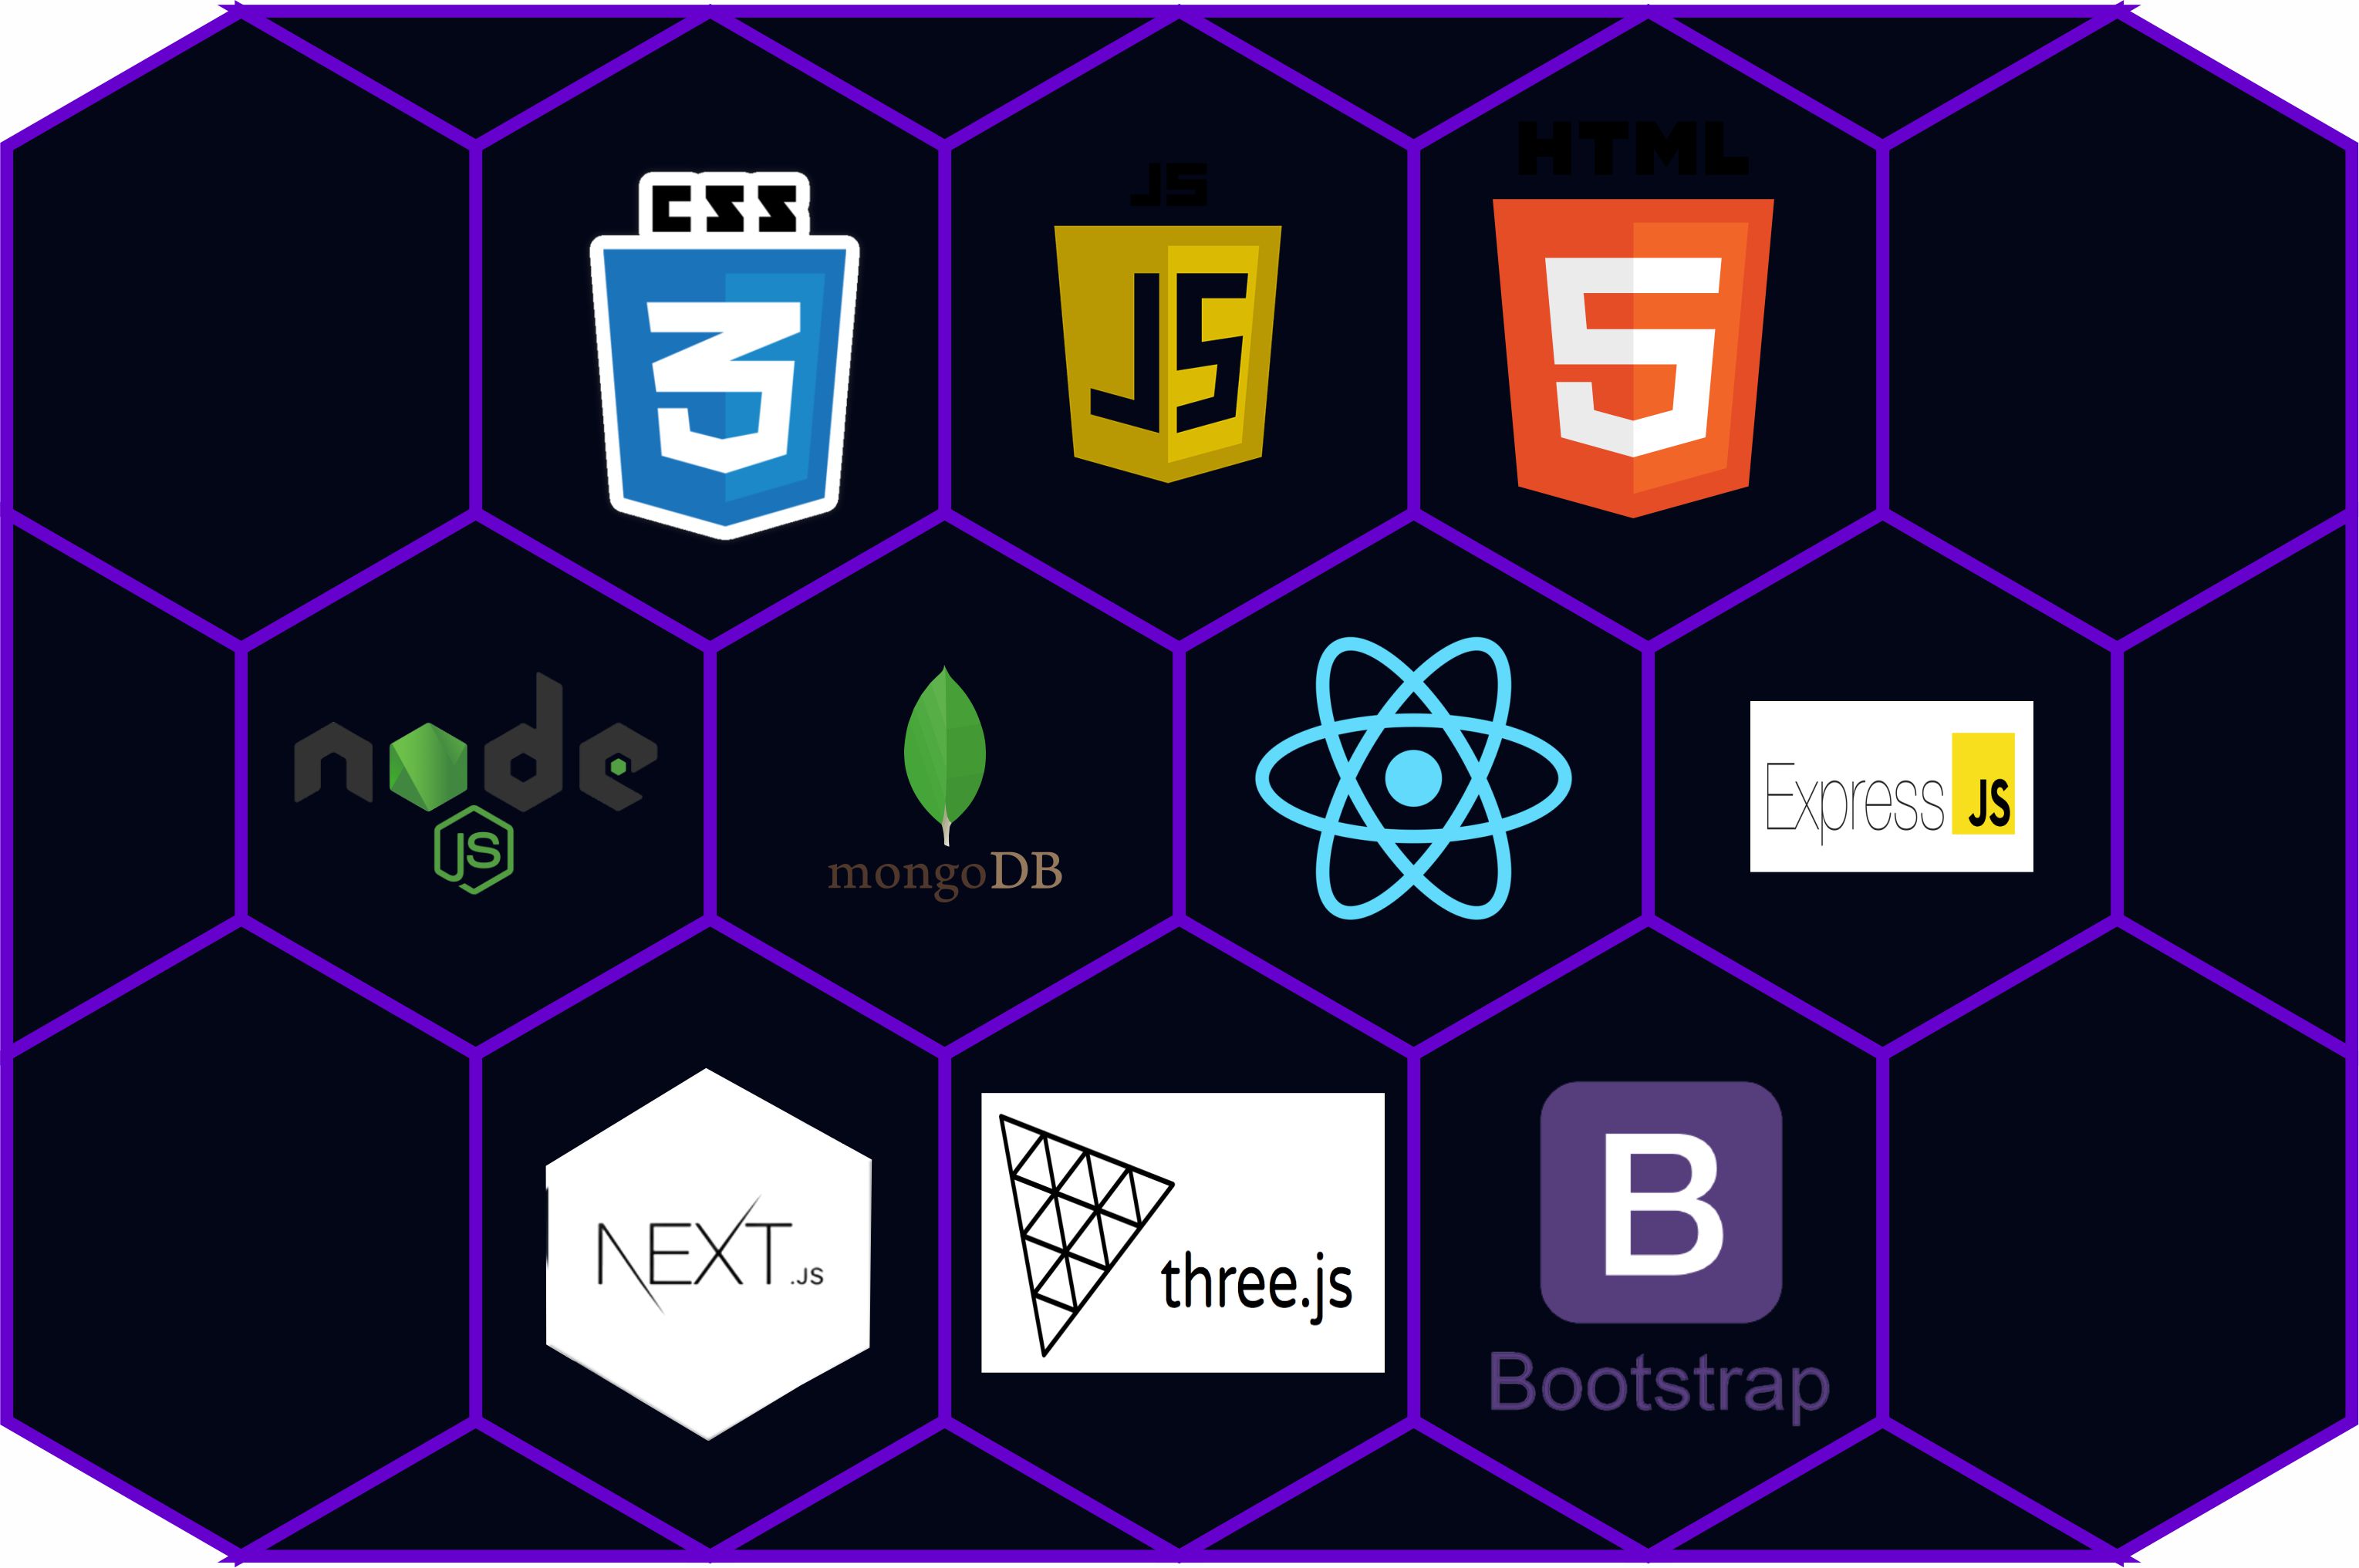 CSS
3
JS
JS
HTML
5
node
JS
mongoDB
Express
JS
NEXT.JS
three.js
B
Bootstrap